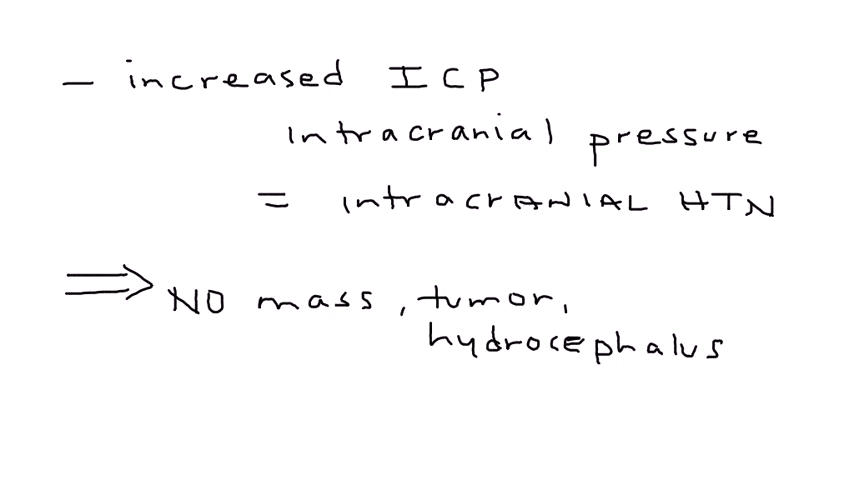 - increased ICP
intracranial pressure
= intracRANIAL HTN
⇒ NO mass, tumor,
hydrocephalus